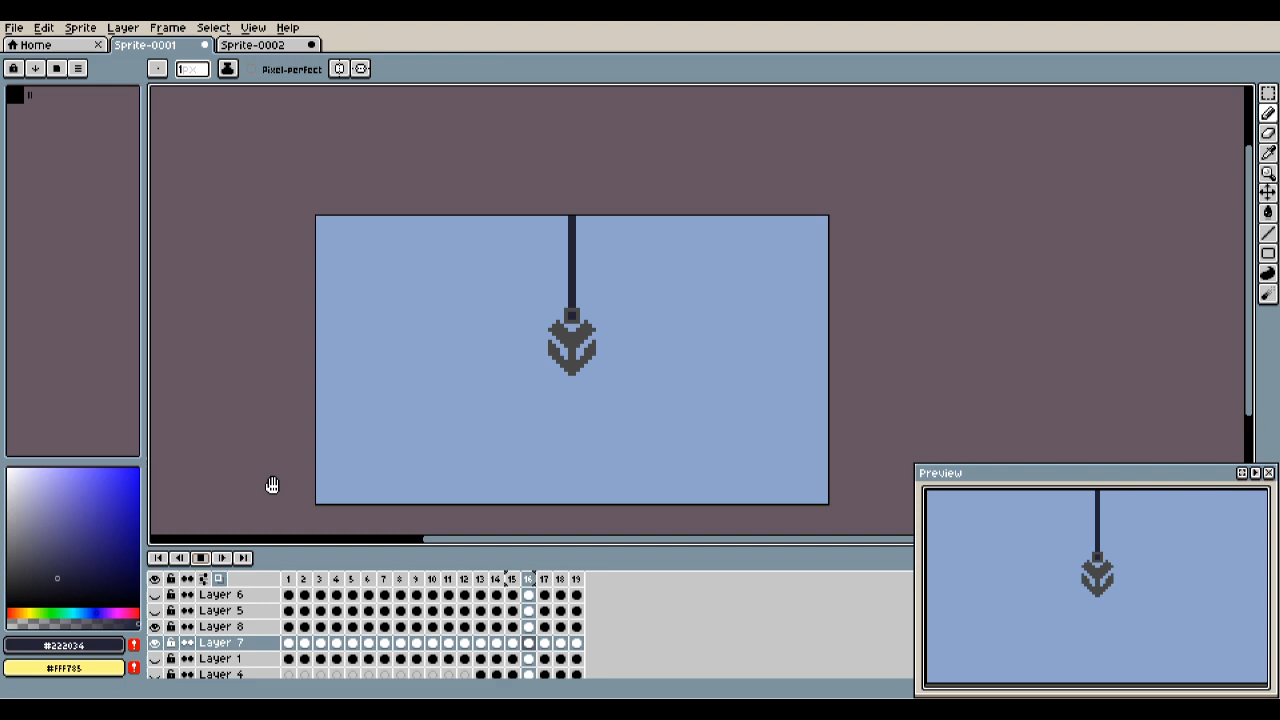 File Edit Sprite Layer Frame Select View Help
Home Sprite-0001 Sprite-0002
1px Pixel-perfect
Preview
1 2 3 4 5 6 7 8 9 10 11 12 13 14 15 16 17 18 19
Layer 6
Layer 5
Layer 8
Layer 7
Layer 1
Layer 4
#222034
#FFF785